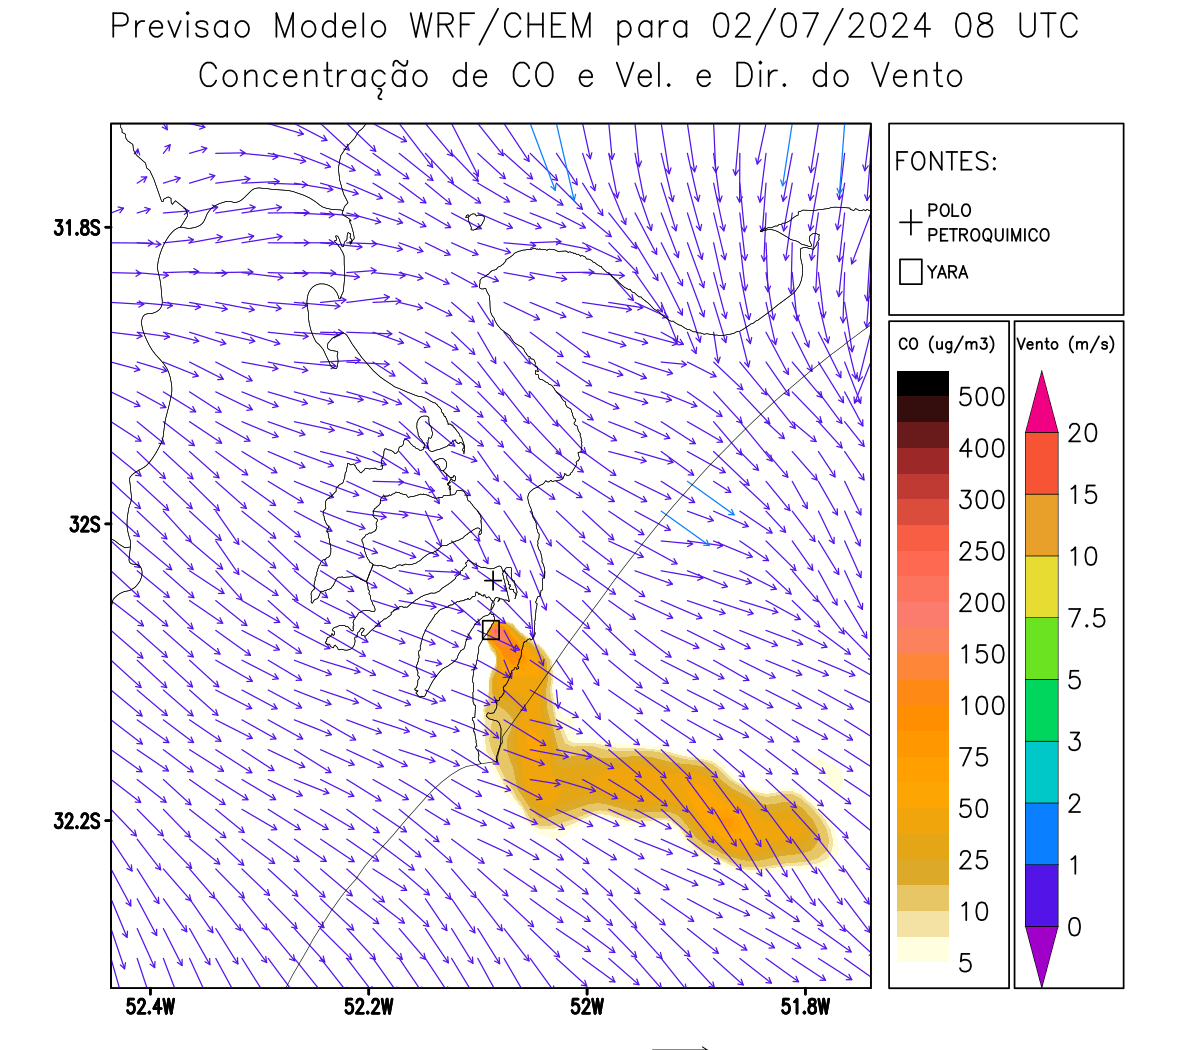 Previsao Modelo WRF/CHEM para 02/07/2024 08 UTC
Concentração de CO e Vel. e Dir. do Vento
FONTES:
POLO
PETROQUIMICO
YARA
CO (ug/m3)
500
400
300
250
200
150
100
75
50
25
10
5
Vento (m/s)
20
15
10
7.5
5
3
2
1
0
31.8S
32S
32.2S
52.4W
52.2W
52W
51.8W